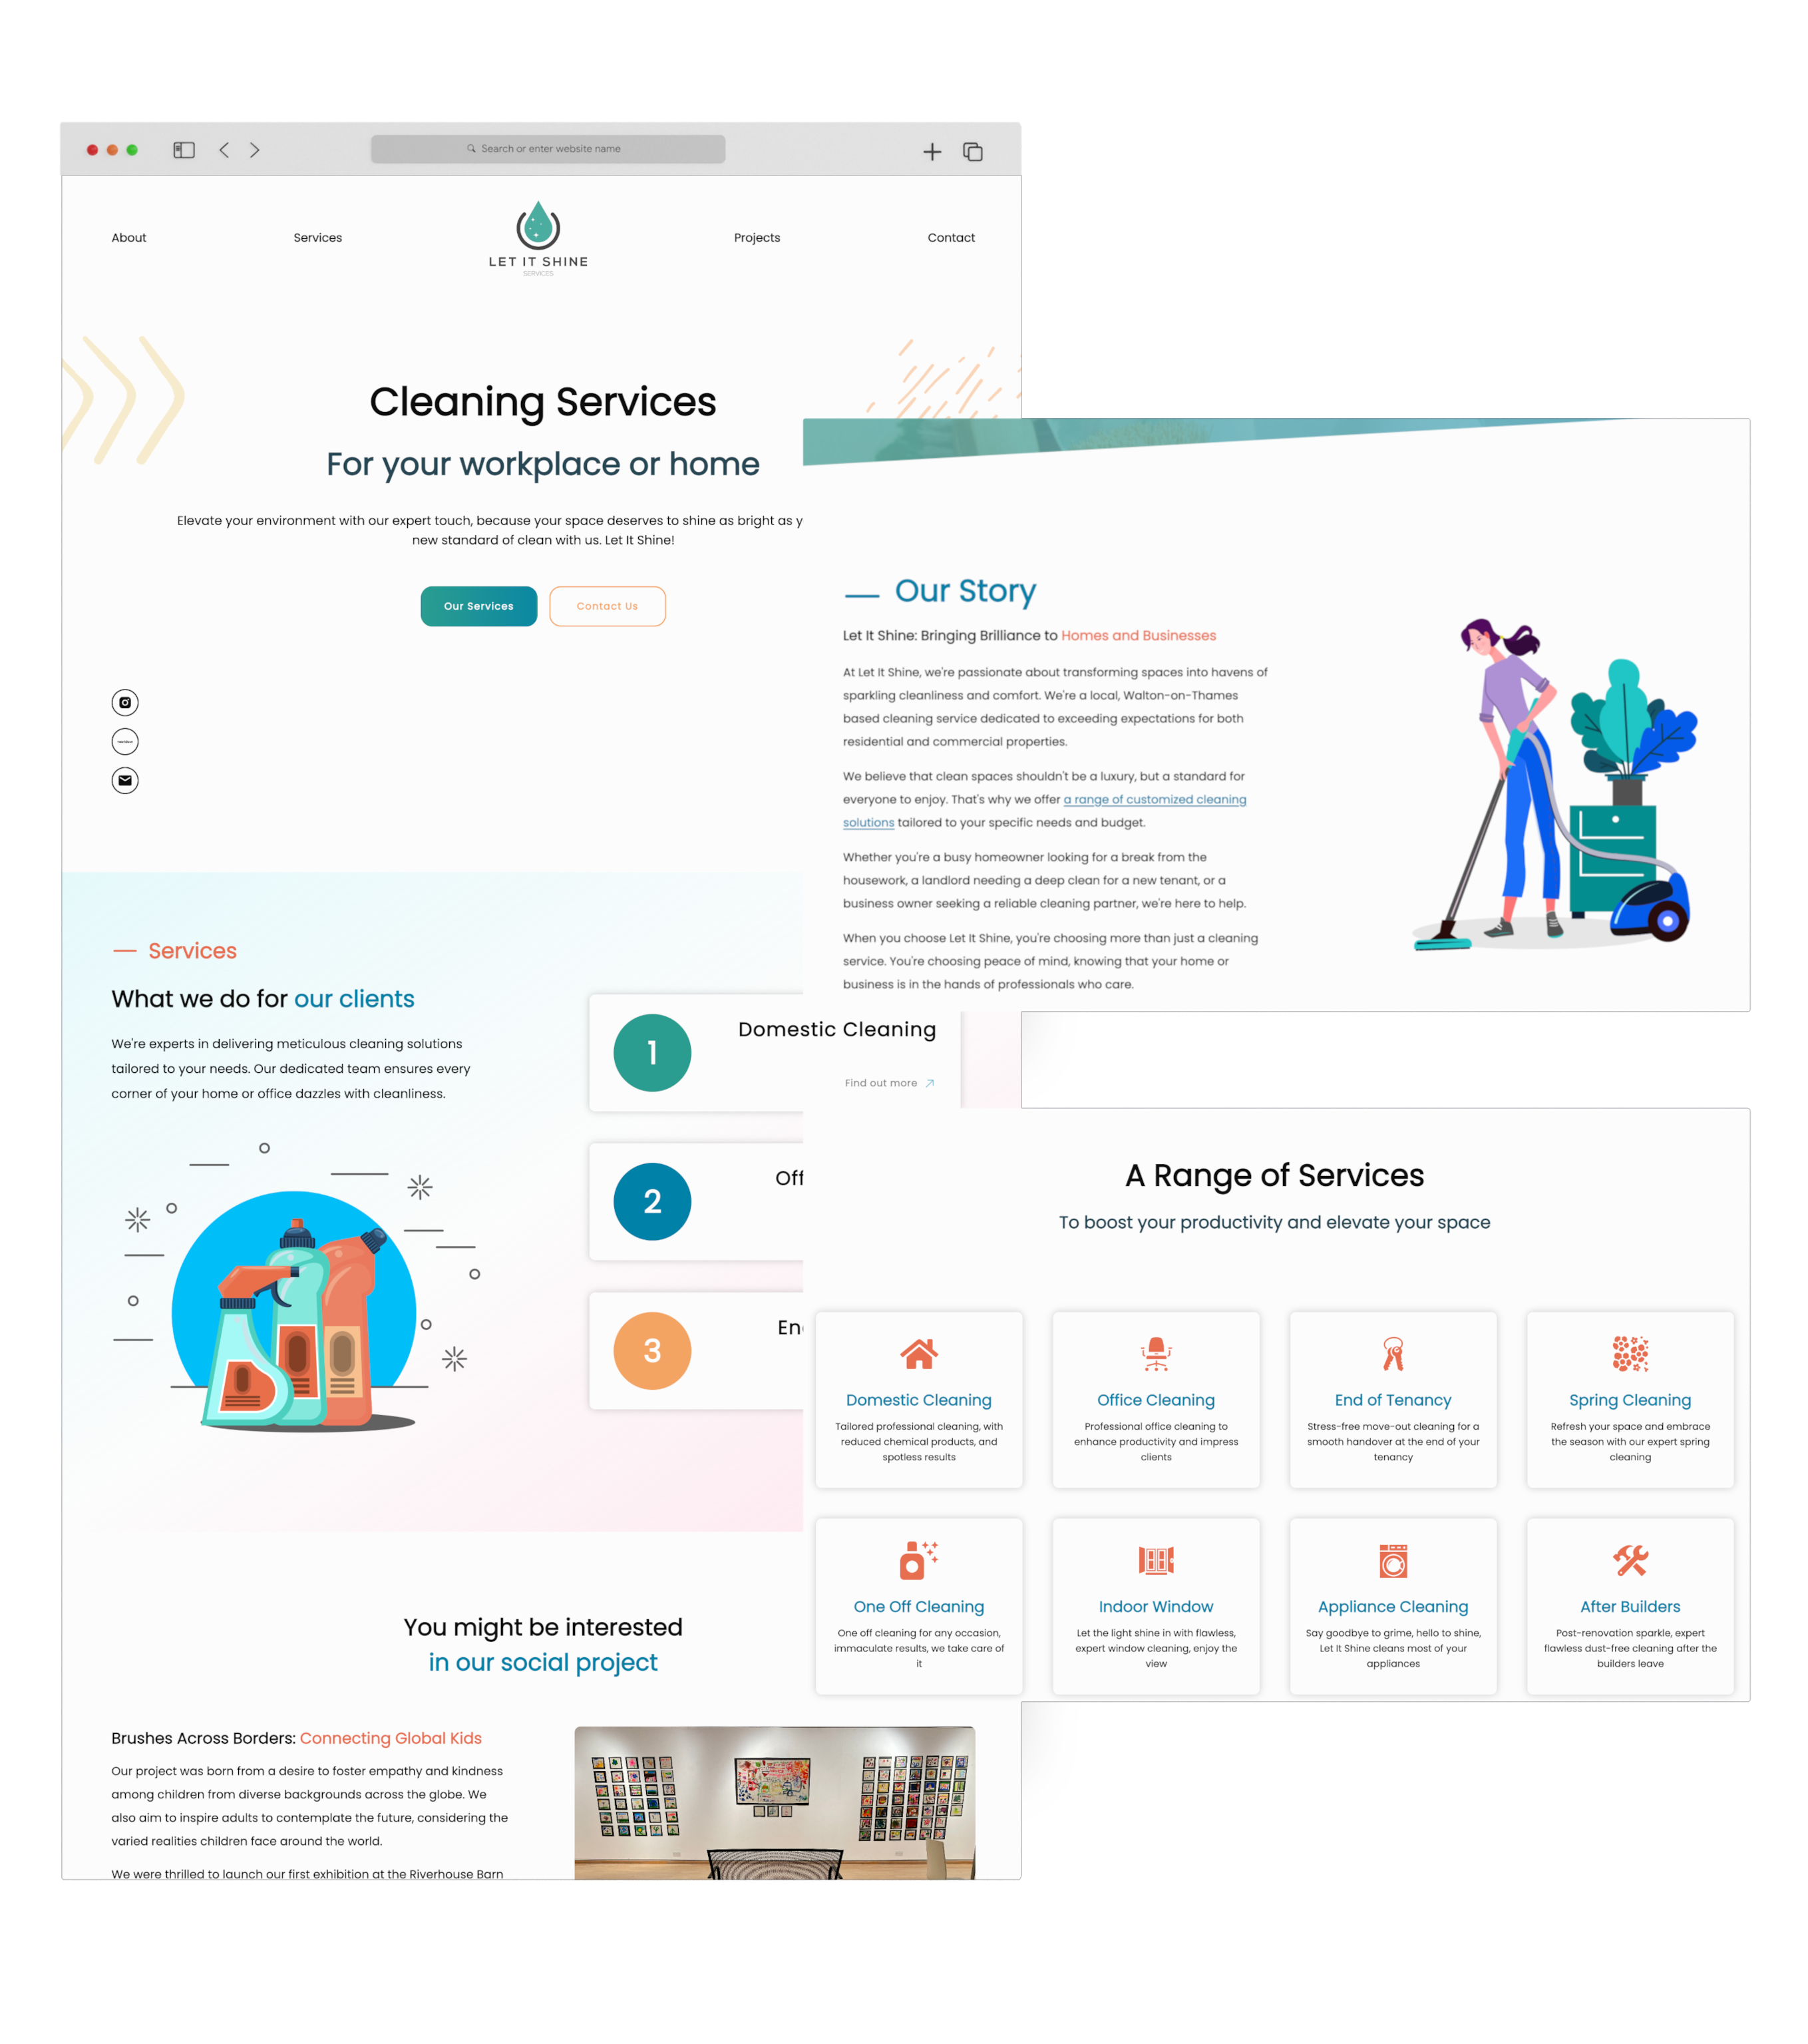 Search or enter website name
About
Services
Projects
Contact
LET IT SHINE
SERVICES
Cleaning Services
For your workplace or home
Elevate your environment with our expert touch, because your space deserves to shine as bright as y
new standard of clean with us. Let It Shine!
Our Services
Contact Us
Services
What we do for our clients
We're experts in delivering meticulous cleaning solutions
tailored to your needs. Our dedicated team ensures every
corner of your home or office dazzles with cleanliness.
1
Domestic Cleaning
Find out more
2
Off
3
En
You might be interested
in our social project
Brushes Across Borders: Connecting Global Kids
Our project was born from a desire to foster empathy and kindness
among children from diverse backgrounds across the globe. We
also aim to inspire adults to contemplate the future, considering the
varied realities children face around the world.
We were thrilled to launch our first exhibition at the Riverhouse Barn
Our Story
Let It Shine: Bringing Brilliance to Homes and Businesses
At Let It Shine, we're passionate about transforming spaces into havens of
sparkling cleanliness and comfort. We're a local, Walton-on-Thames
based cleaning service dedicated to exceeding expectations for both
residential and commercial properties.
We believe that clean spaces shouldn't be a luxury, but a standard for
everyone to enjoy. That's why we offer a range of customized cleaning
solutions tailored to your specific needs and budget.
Whether you're a busy homeowner looking for a break from the
housework, a landlord needing a deep clean for a new tenant, or a
business owner seeking a reliable cleaning partner, we're here to help.
When you choose Let It Shine, you're choosing more than just a cleaning
service. You're choosing peace of mind, knowing that your home or
business is in the hands of professionals who care.
A Range of Services
To boost your productivity and elevate your space
Domestic Cleaning
Tailored professional cleaning, with
reduced chemical products, and
spotless results
Office Cleaning
Professional office cleaning to
enhance productivity and impress
clients
End of Tenancy
Stress-free move-out cleaning for a
smooth handover at the end of your
tenancy
Spring Cleaning
Refresh your space and embrace
the season with our expert spring
cleaning
One Off Cleaning
One off cleaning for any occasion,
immaculate results, we take care of
it
Indoor Window
Let the light shine in with flawless,
expert window cleaning, enjoy the
view
Appliance Cleaning
Say goodbye to grime, hello to shine,
Let It Shine cleans most of your
appliances
After Builders
Post-renovation sparkle, expert
flawless dust-free cleaning after the
builders leave